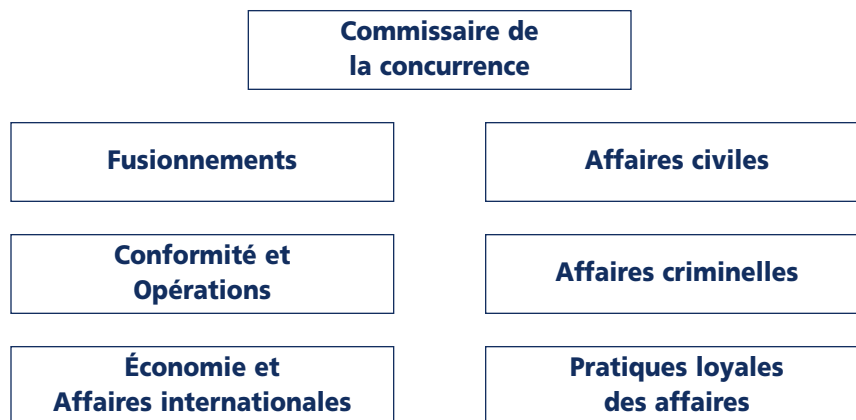 Commissaire de
la concurrence
Fusionnements
Affaires civiles
Conformité et
Opérations
Affaires criminelles
Économie et
Affaires internationales
Pratiques loyales
des affaires